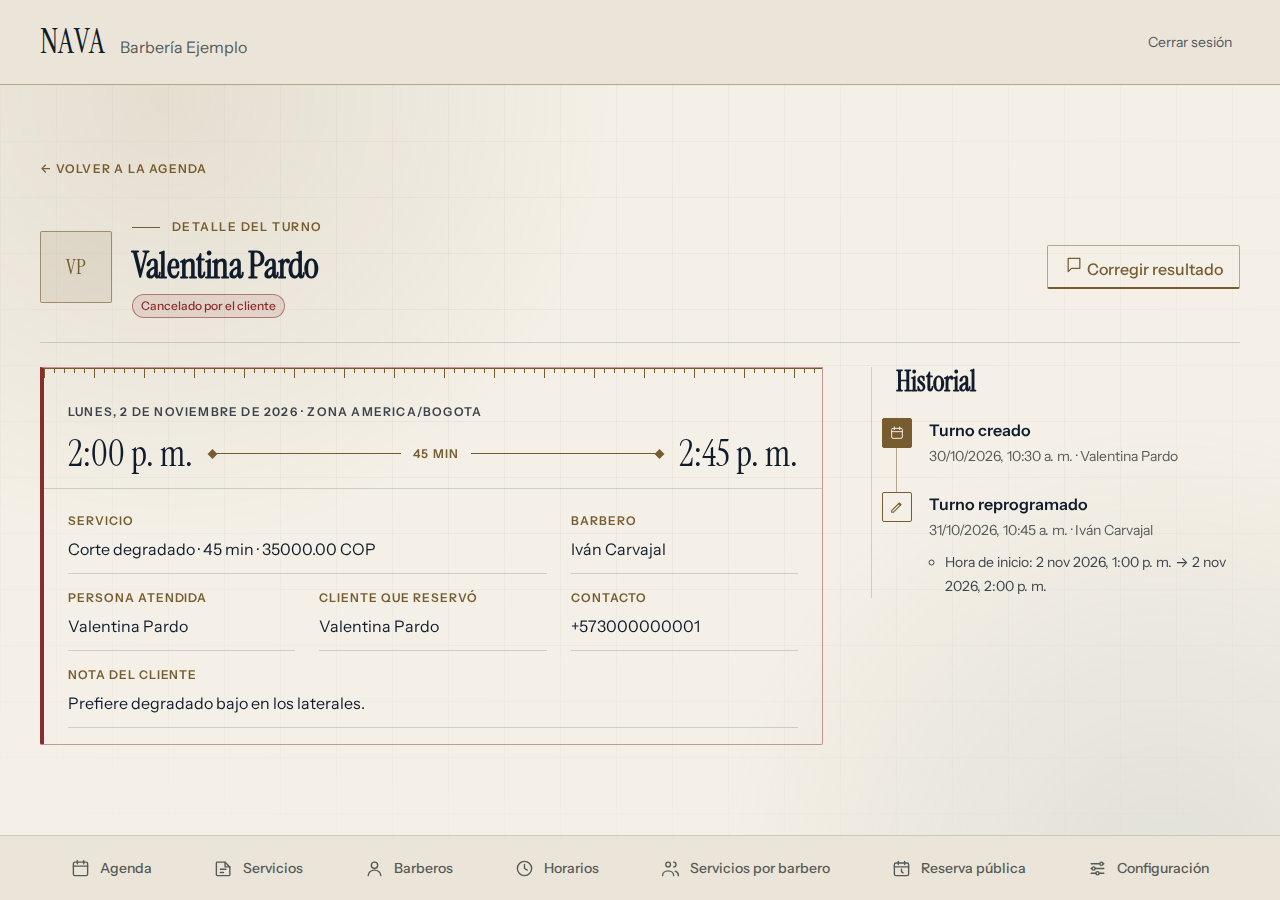 NAVA Barbería Ejemplo
Cerrar sesión
← VOLVER A LA AGENDA
VP
DETALLE DEL TURNO
Valentina Pardo
Cancelado por el cliente
Corregir resultado
LUNES, 2 DE NOVIEMBRE DE 2026 · ZONA AMERICA/BOGOTA
2:00 p. m. 45 MIN 2:45 p. m.
SERVICIO
Corte degradado · 45 min · 35000.00 COP
BARBERO
Iván Carvajal
PERSONA ATENDIDA
Valentina Pardo
CLIENTE QUE RESERVÓ
Valentina Pardo
CONTACTO
+573000000001
NOTA DEL CLIENTE
Prefiere degradado bajo en los laterales.
Historial
Turno creado
30/10/2026, 10:30 a. m. · Valentina Pardo
Turno reprogramado
31/10/2026, 10:45 a. m. · Iván Carvajal
Hora de inicio: 2 nov 2026, 1:00 p. m. → 2 nov
2026, 2:00 p. m.
Agenda
Servicios
Barberos
Horarios
Servicios por barbero
Reserva pública
Configuración